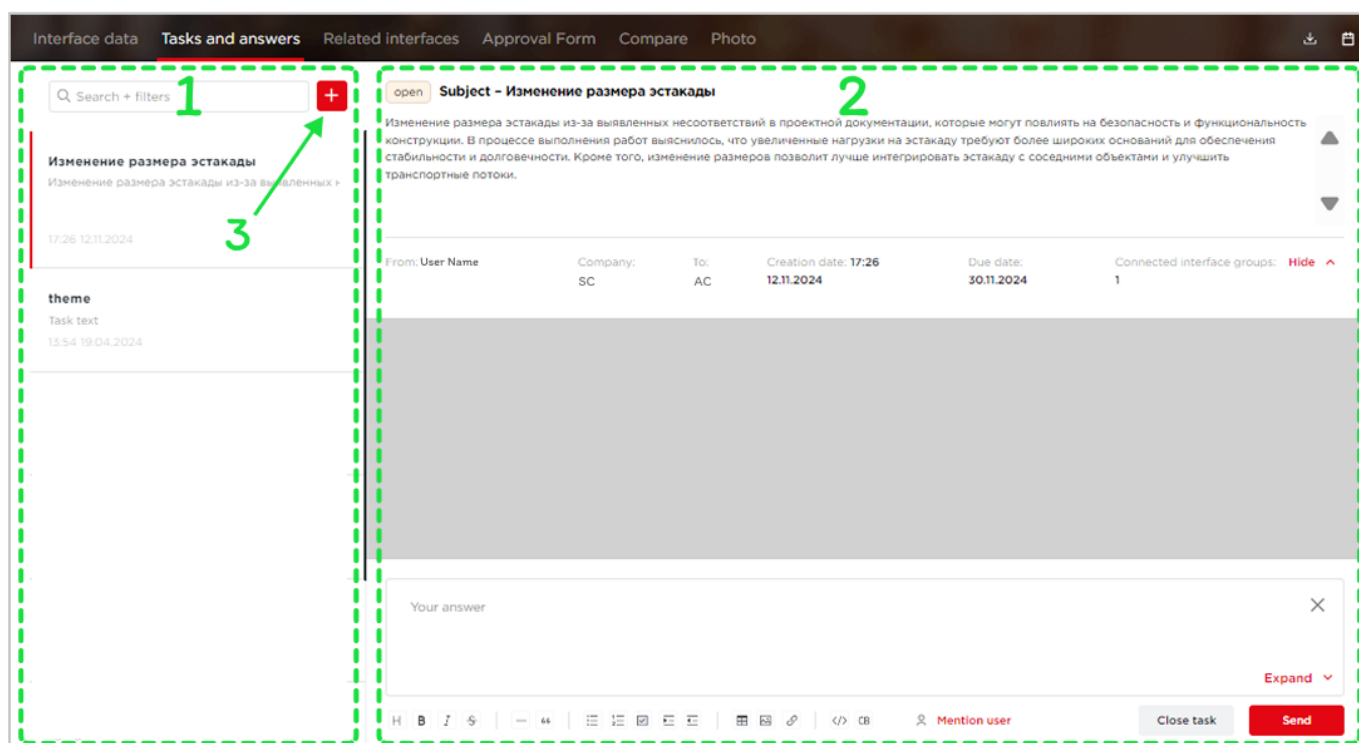 Interface data Tasks and answers Related interfaces Approval Form Compare Photo
Search + filters
1
+
Изменение размера эстакады
Изменение размера эстакады из-за выявленных н
17:26 12.11.2024
3
theme
Task text
13:54 19.04.2024
open Subject – Изменение размера эстакады
2
Изменение размера эстакады из-за выявленных несоответствий в проектной документации, которые могут повлиять на безопасность и функциональность
конструкции. В процессе выполнения работ выяснилось, что увеличенные нагрузки на эстакаду требуют более широких оснований для обеспечения
стабильности и долговечности. Кроме того, изменение размеров позволит лучше интегрировать эстакаду с соседними объектами и улучшить
транспортные потоки.
From: User Name Company: To: Creation date: 17:26 Due date: Connected interface groups: Hide
SC AC 12.11.2024 30.11.2024 1
Your answer
Expand
H B I S — “ </> CB Mention user Close task Send